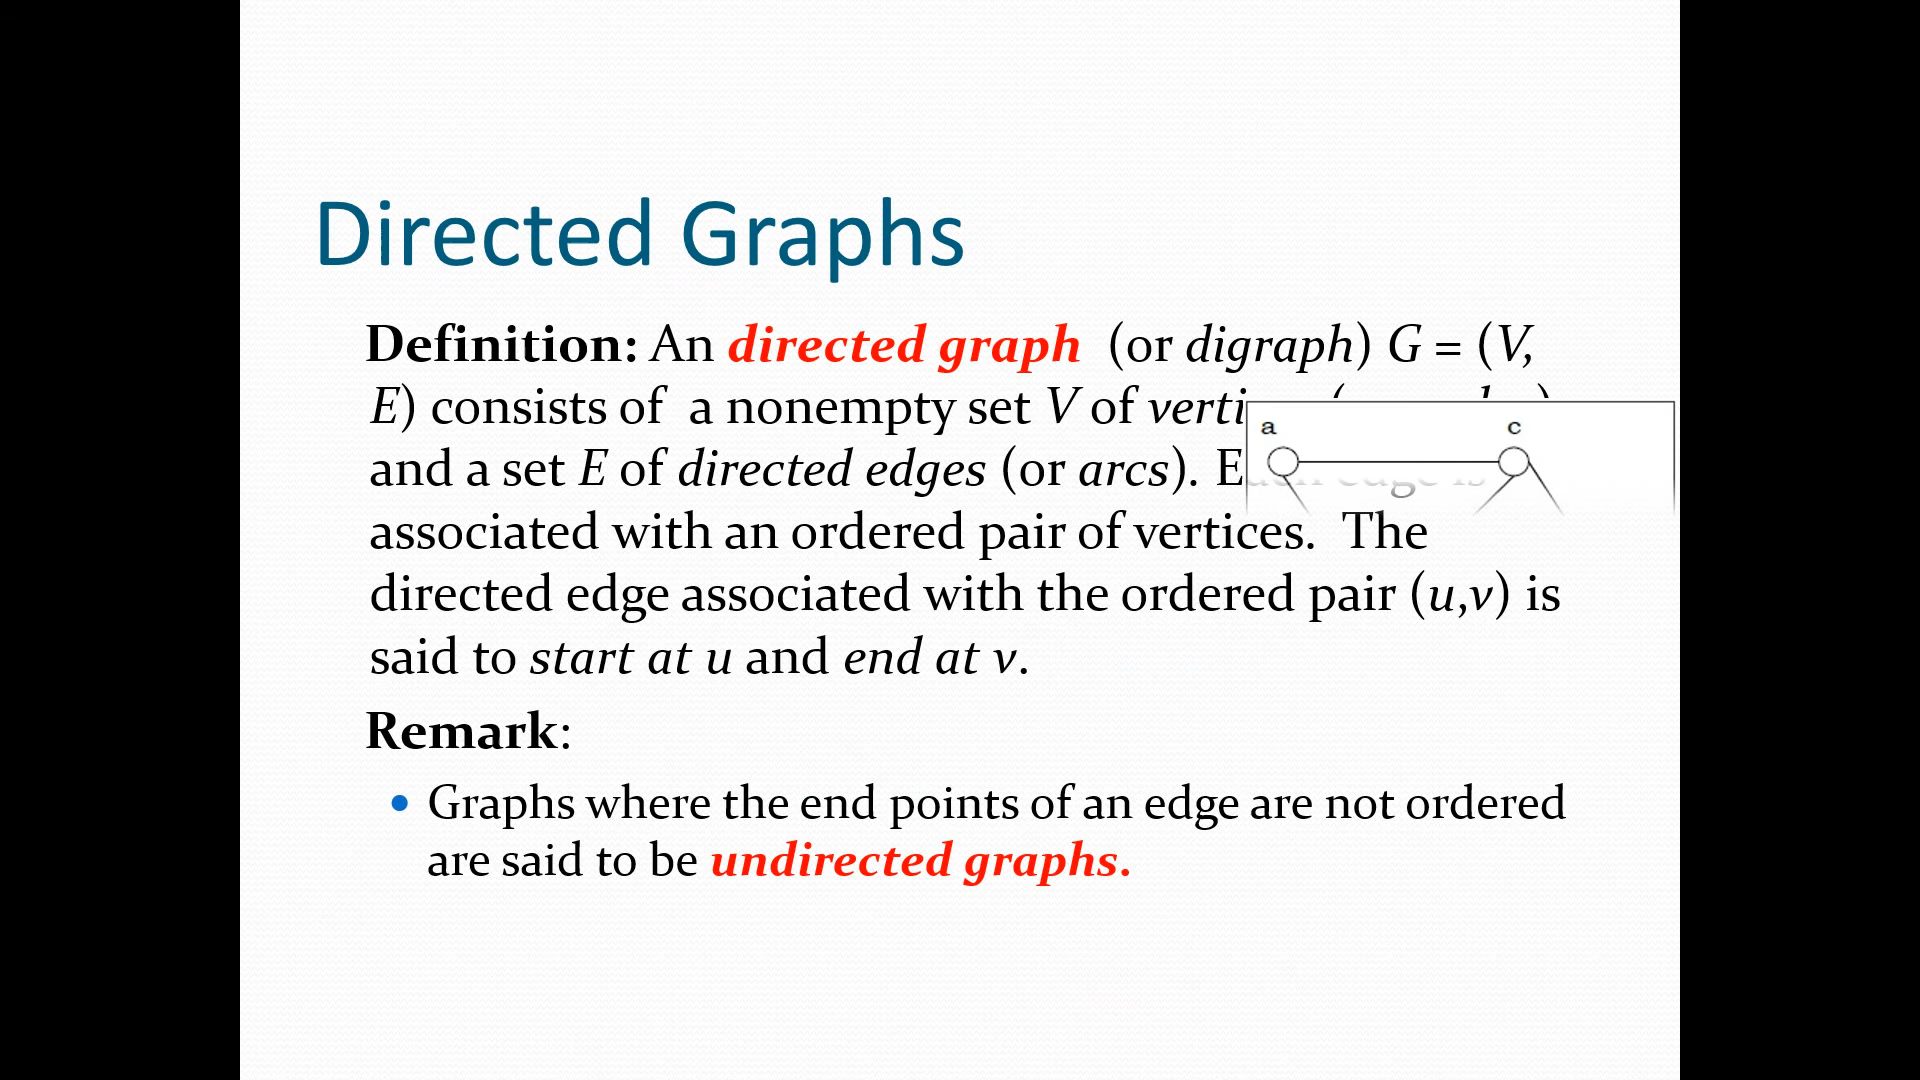 Directed Graphs
Definition: An directed graph (or digraph) G = (V,
E) consists of a nonempty set V of
and a set E of directed edges (or arcs). Each edge is
associated with an ordered pair of vertices. The
directed edge associated with the ordered pair (u,v) is
said to start at u and end at v.
Remark:
• Graphs where the end points of an edge are not ordered
are said to be undirected graphs.
a
c